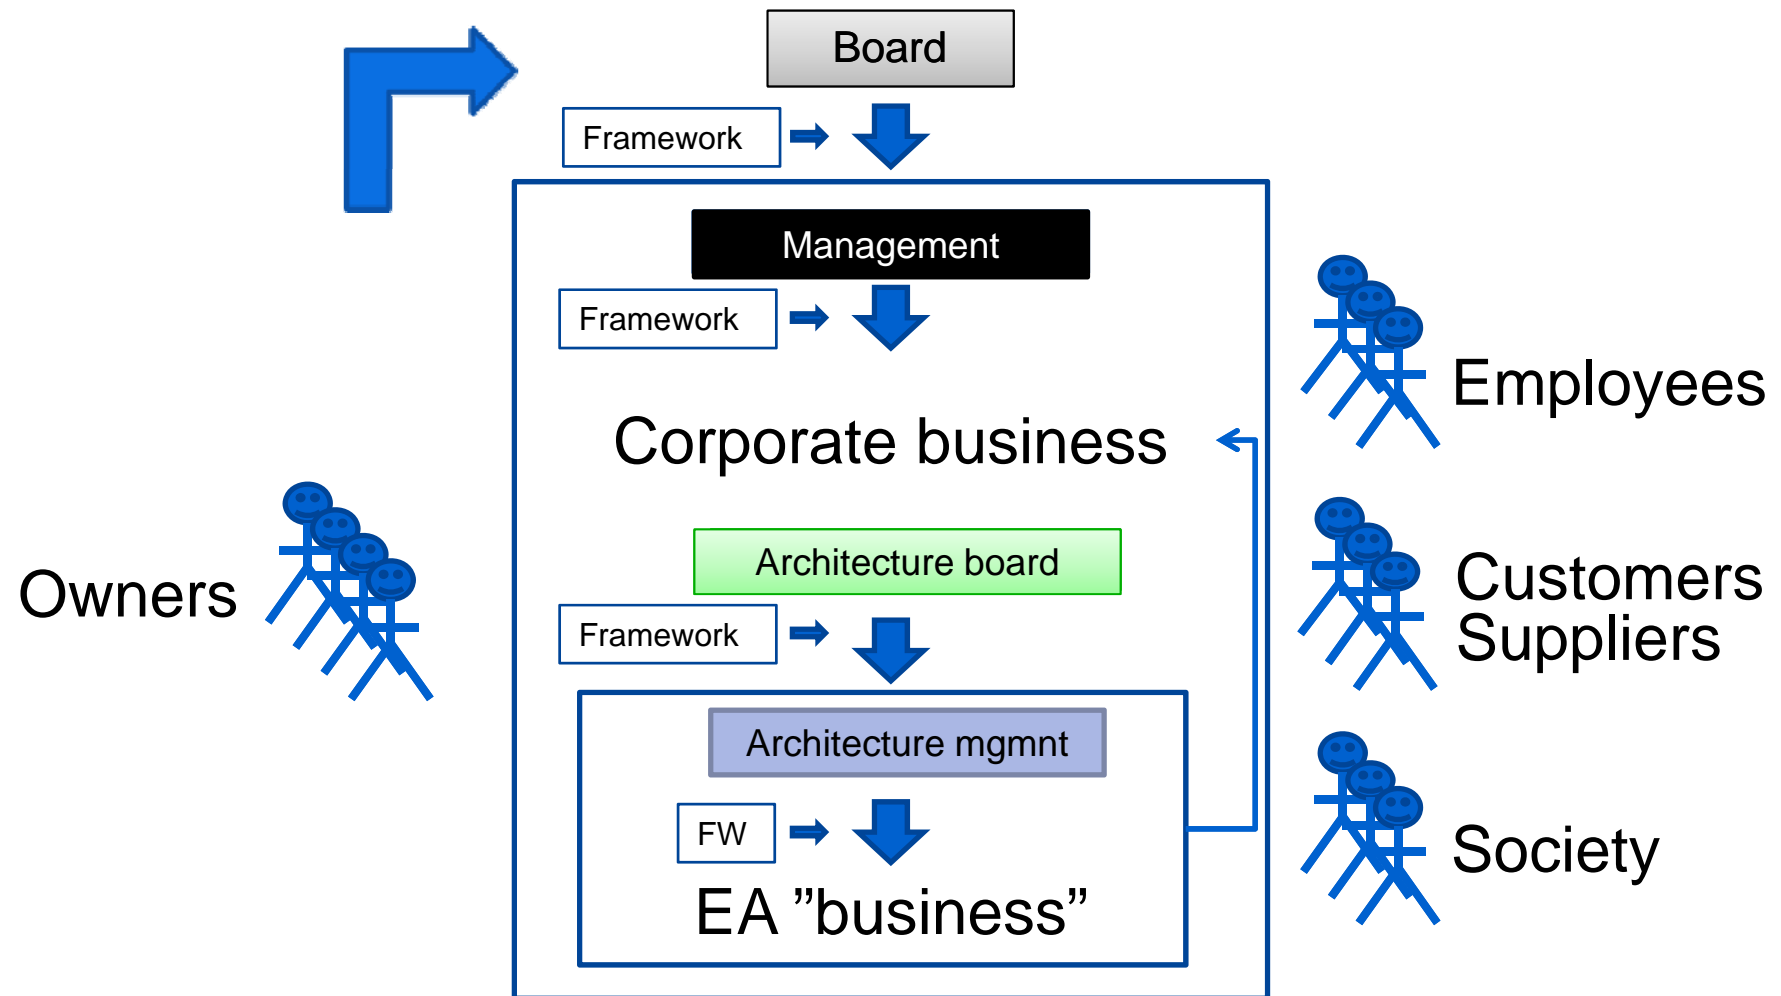 Board
Framework
Management
Framework
Employees
Corporate business
Architecture board
Owners
Customers
Suppliers
Framework
Architecture mgmnt
FW
Society
EA ”business”